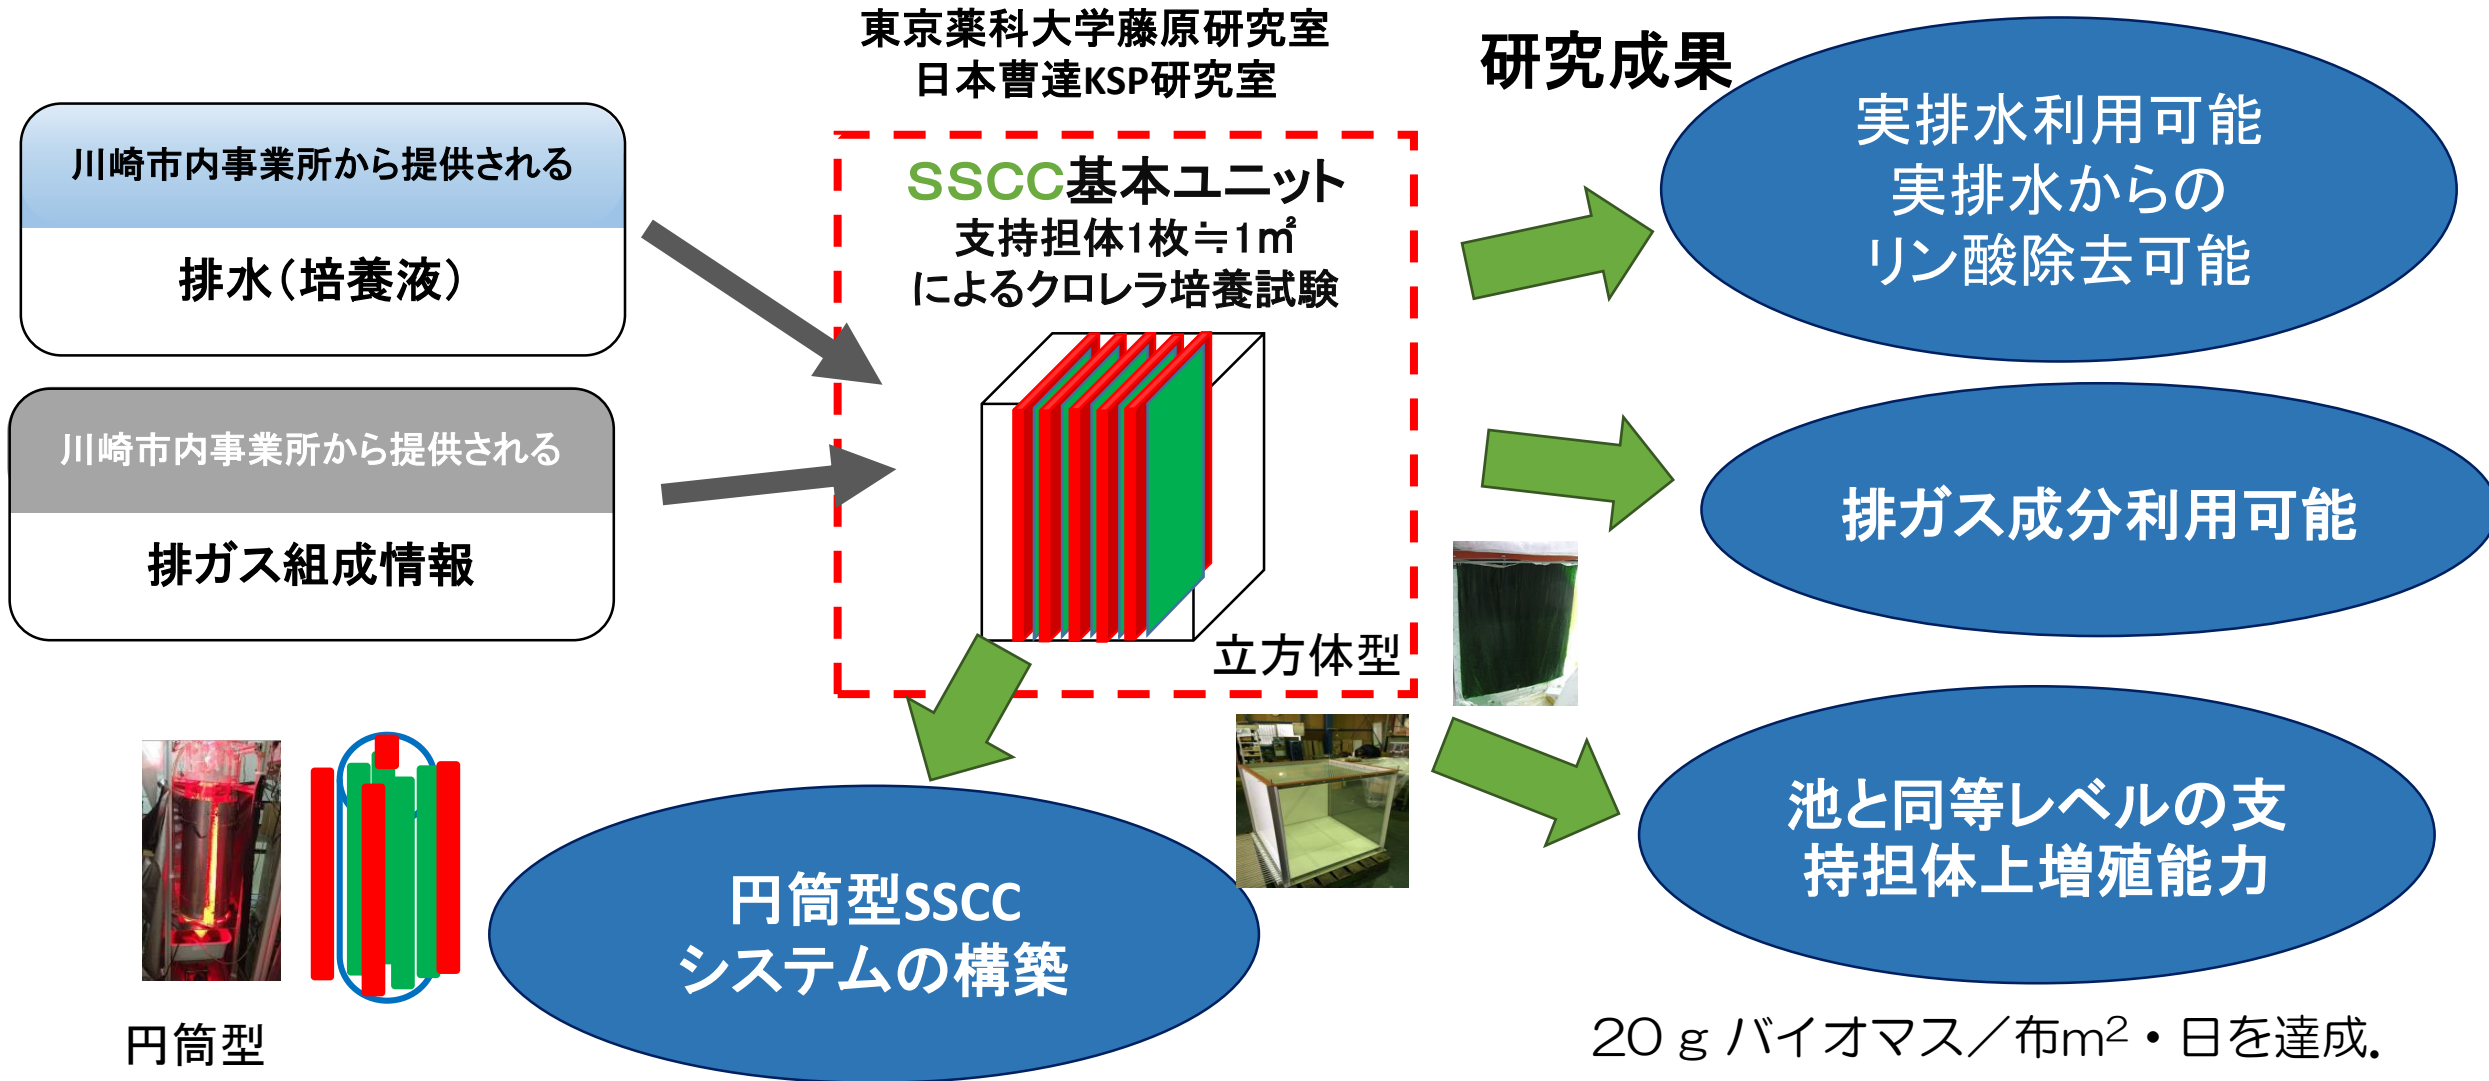 東京薬科大学藤原研究室
日本曹達KSP研究室
研究成果
川崎市内事業所から提供される
排水(培養液)
川崎市内事業所から提供される
排ガス組成情報
SSCC基本ユニット
支持担体1枚≒1㎡
によるクロレラ培養試験
立方体型
実排水利用可能
実排水からの
リン酸除去可能
排ガス成分利用可能
池と同等レベルの支
持担体上増殖能力
円筒型SSCC
システムの構築
円筒型
20 g バイオマス/布m²・日を達成.